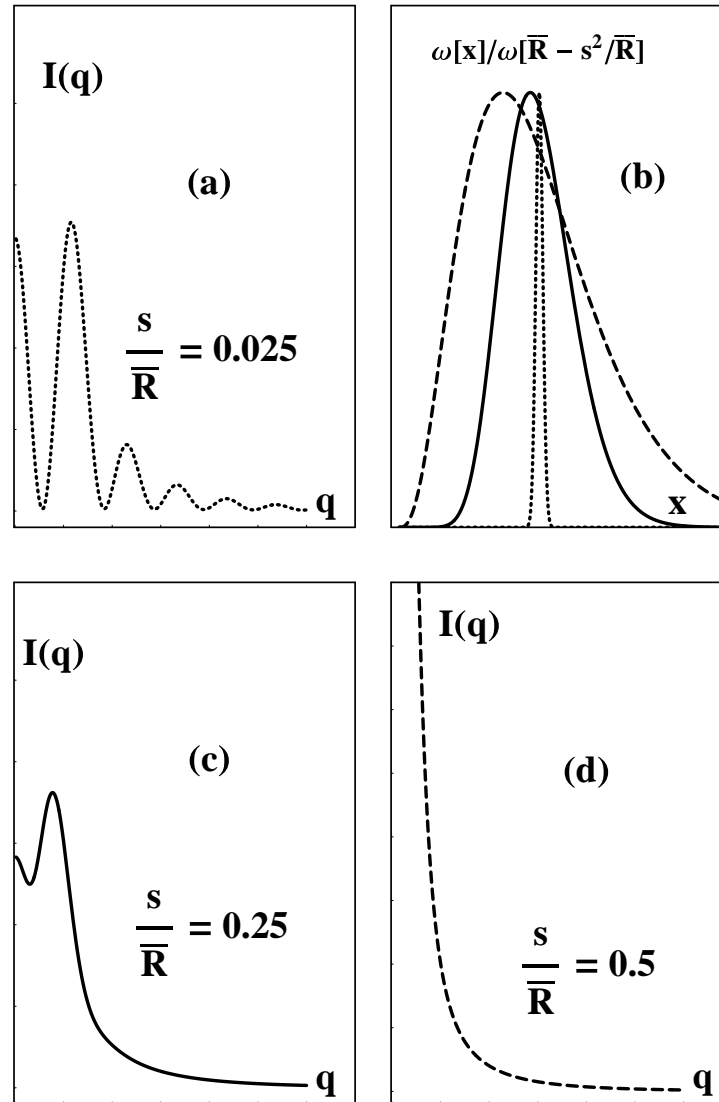 I(q)
(a)
s
— = 0.025
R̅
q
ω[x]/ω[R̅ − s²/R̅]
(b)
x
I(q)
(c)
s
— = 0.25
R̅
q
I(q)
(d)
s
— = 0.5
R̅
q